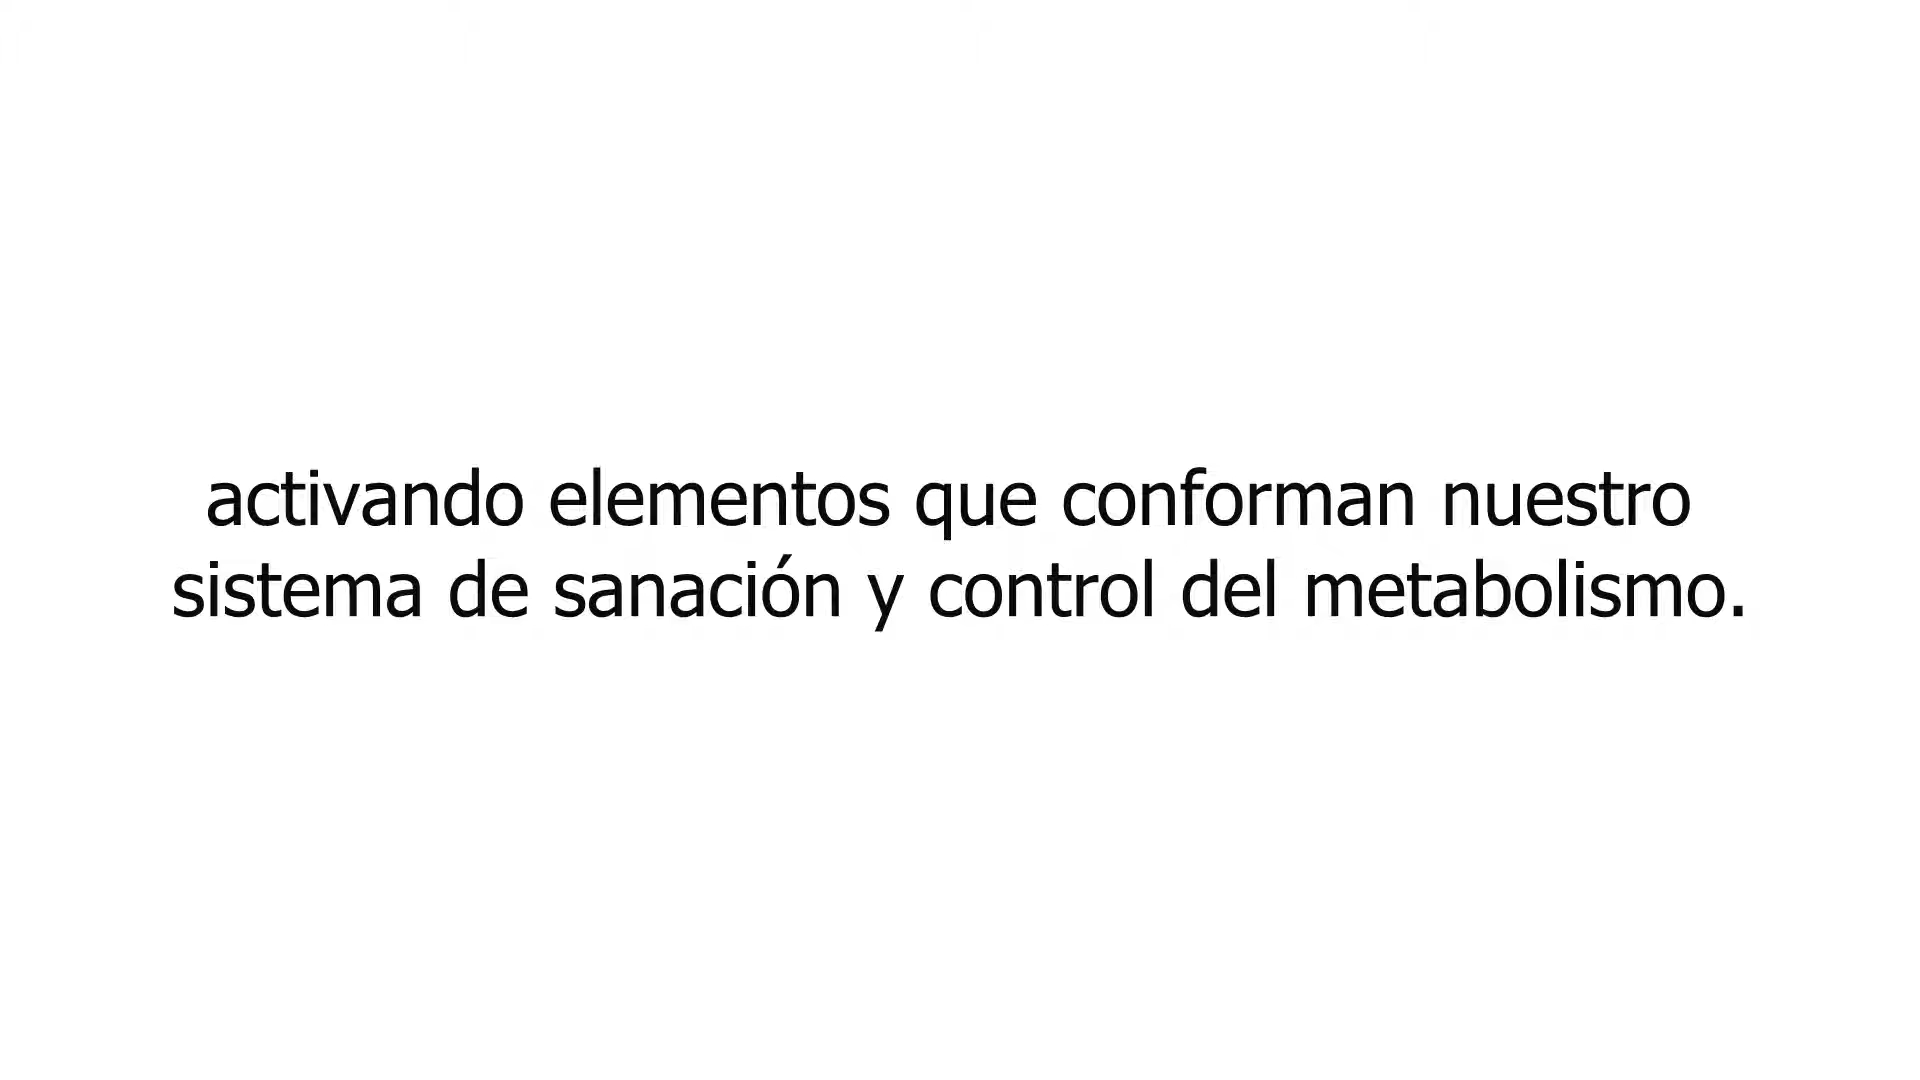 activando elementos que conforman nuestro
sistema de sanación y control del metabolismo.